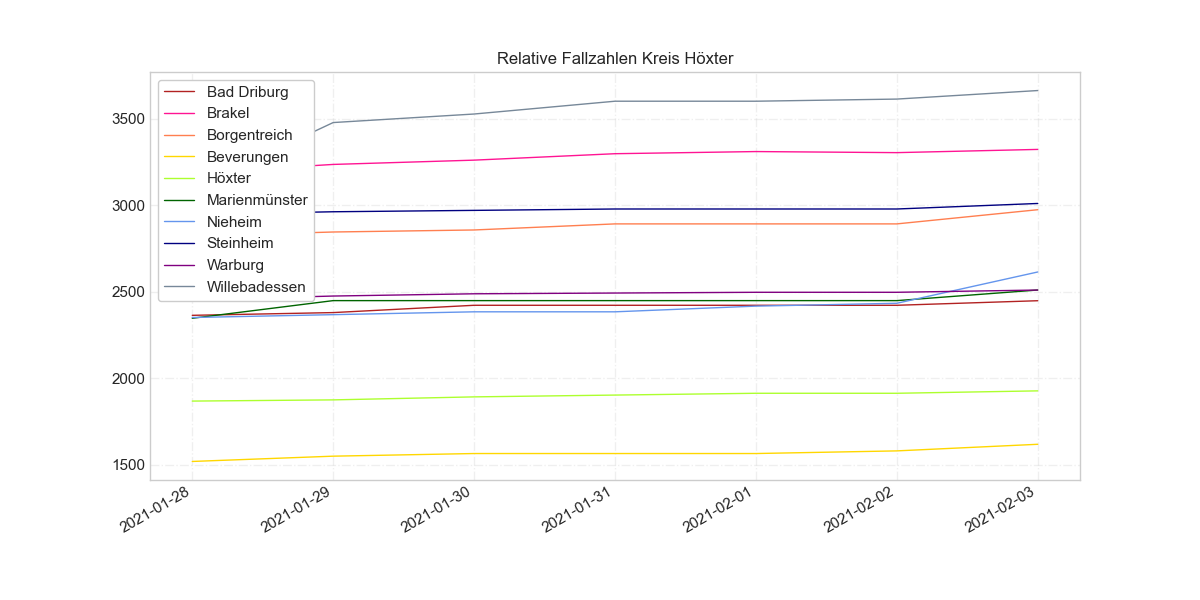 Relative Fallzahlen Kreis Höxter
Bad Driburg
Brakel
Borgentreich
Beverungen
Höxter
Marienmünster
Nieheim
Steinheim
Warburg
Willebadessen
3500
3000
2500
2000
1500
2021-01-28
2021-01-29
2021-01-30
2021-01-31
2021-02-01
2021-02-02
2021-02-03